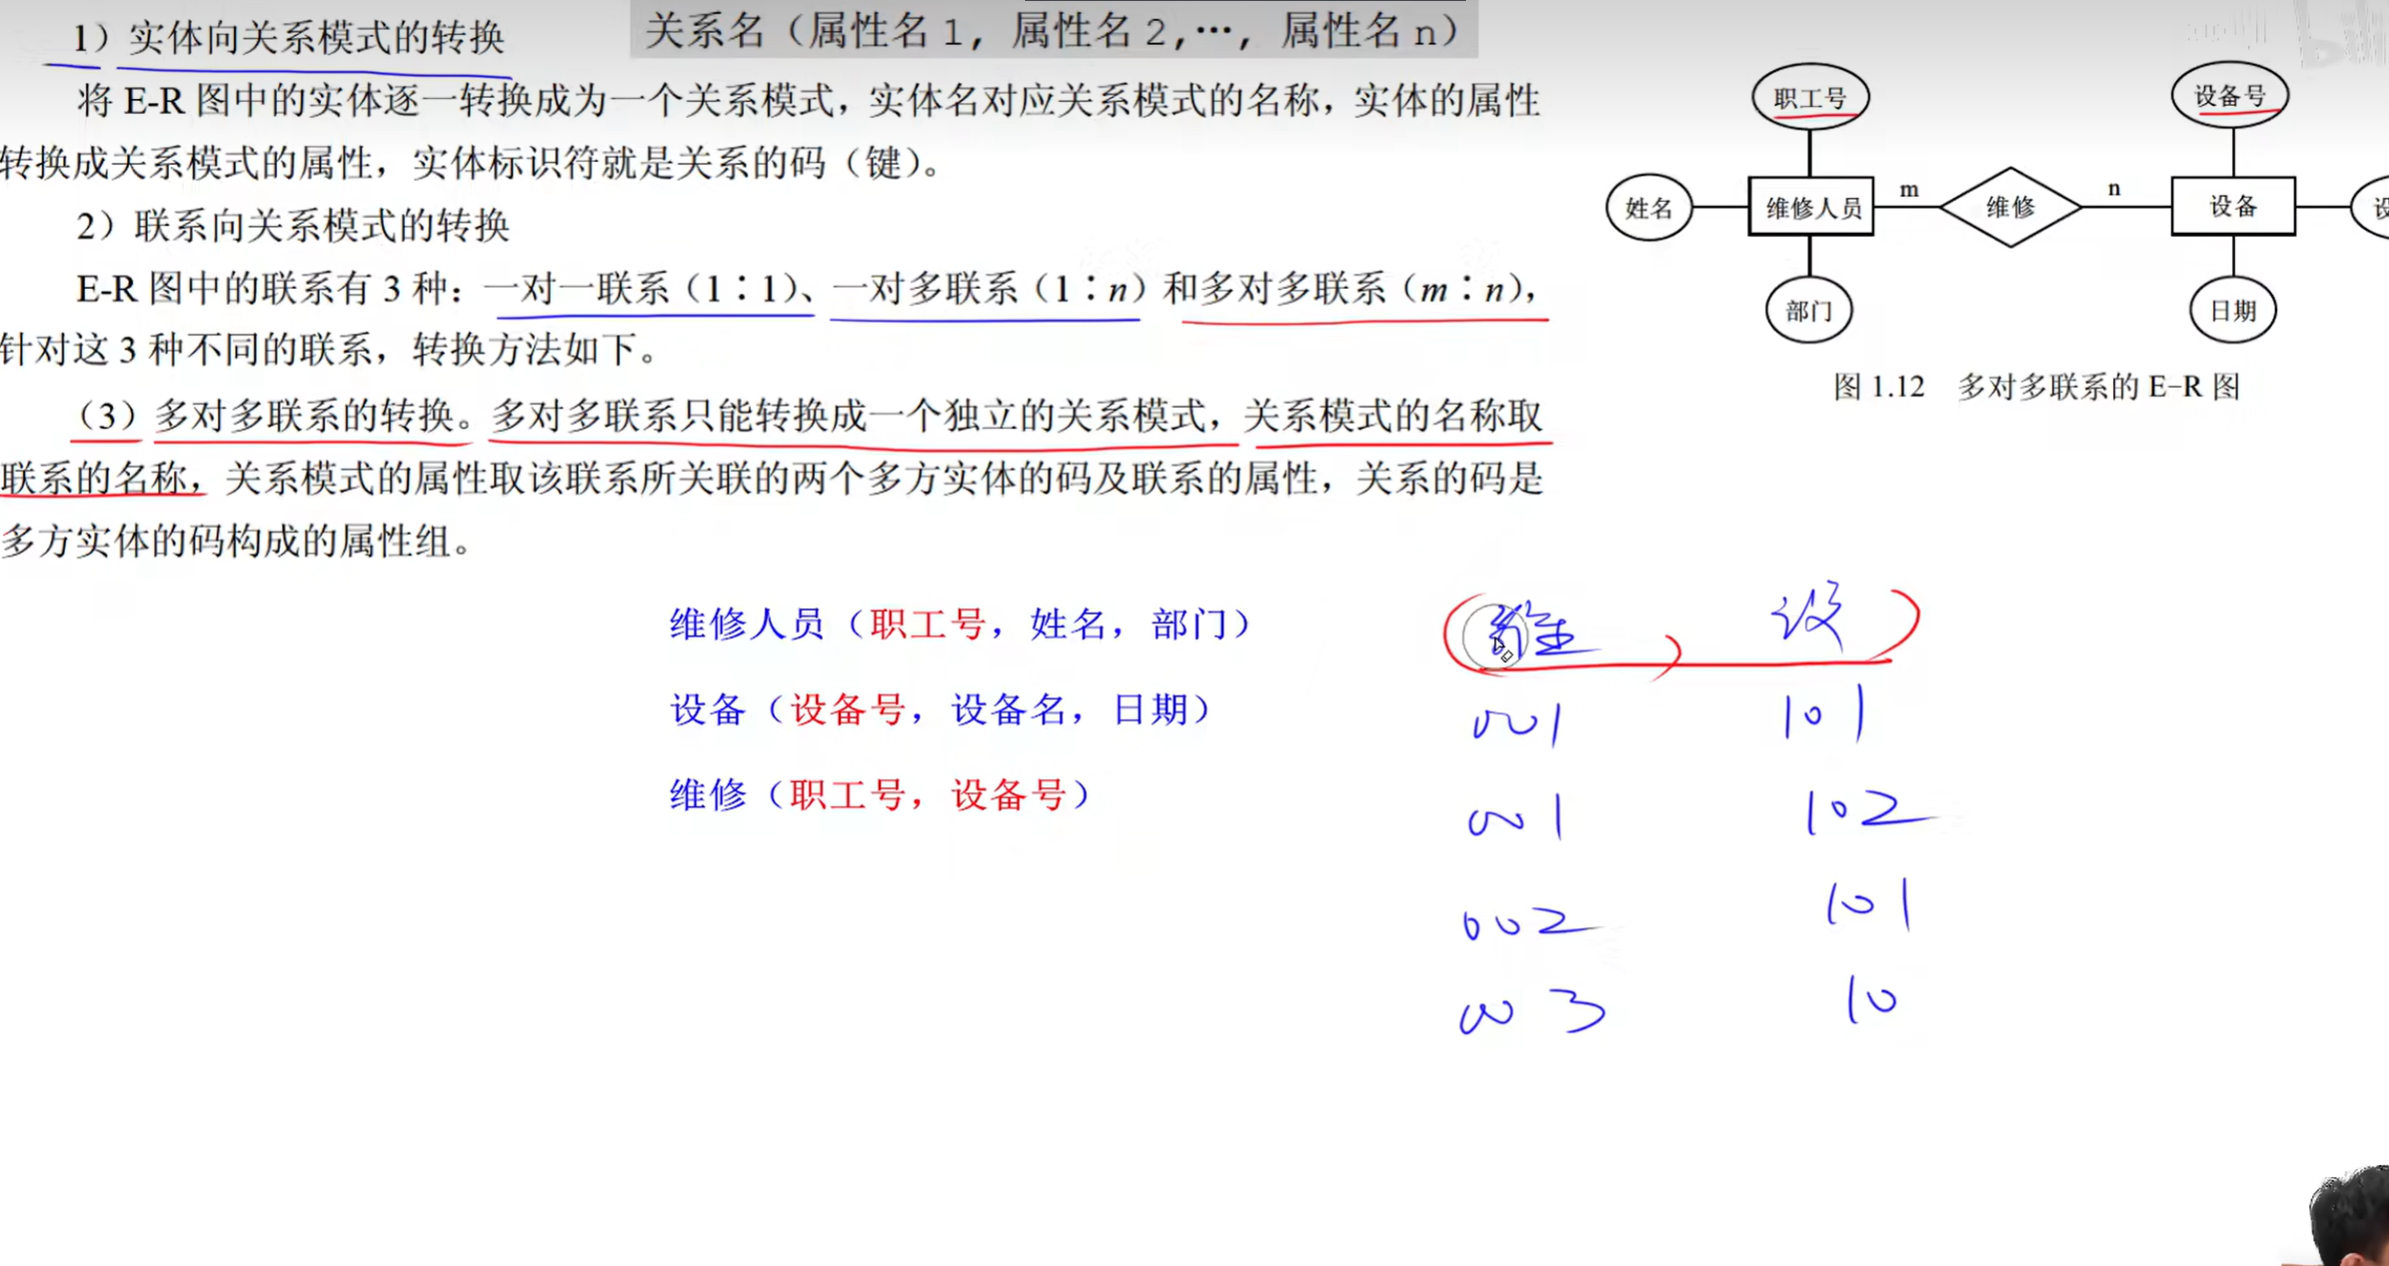 1）实体向关系模式的转换
关系名（属性名1, 属性名2,…, 属性名n）
将 E-R 图中的实体逐一转换成为一个关系模式，实体名对应关系模式的名称，实体的属性
转换成关系模式的属性，实体标识符就是关系的码（键）。
2）联系向关系模式的转换
E-R 图中的联系有 3 种：一对一联系（1∶1）、一对多联系（1∶n）和多对多联系（m∶n），
针对这 3 种不同的联系，转换方法如下。
（3）多对多联系的转换。多对多联系只能转换成一个独立的关系模式，关系模式的名称取
联系的名称，关系模式的属性取该联系所关联的两个多方实体的码及联系的属性，关系的码是
多方实体的码构成的属性组。
职工号
设备号
姓名
维修人员
m
维修
n
设备
设
部门
日期
图 1.12 多对多联系的 E-R 图
维修人员（职工号，姓名，部门）
设备（设备号，设备名，日期）
维修（职工号，设备号）
设
001 101
001 102
002 101
003 10